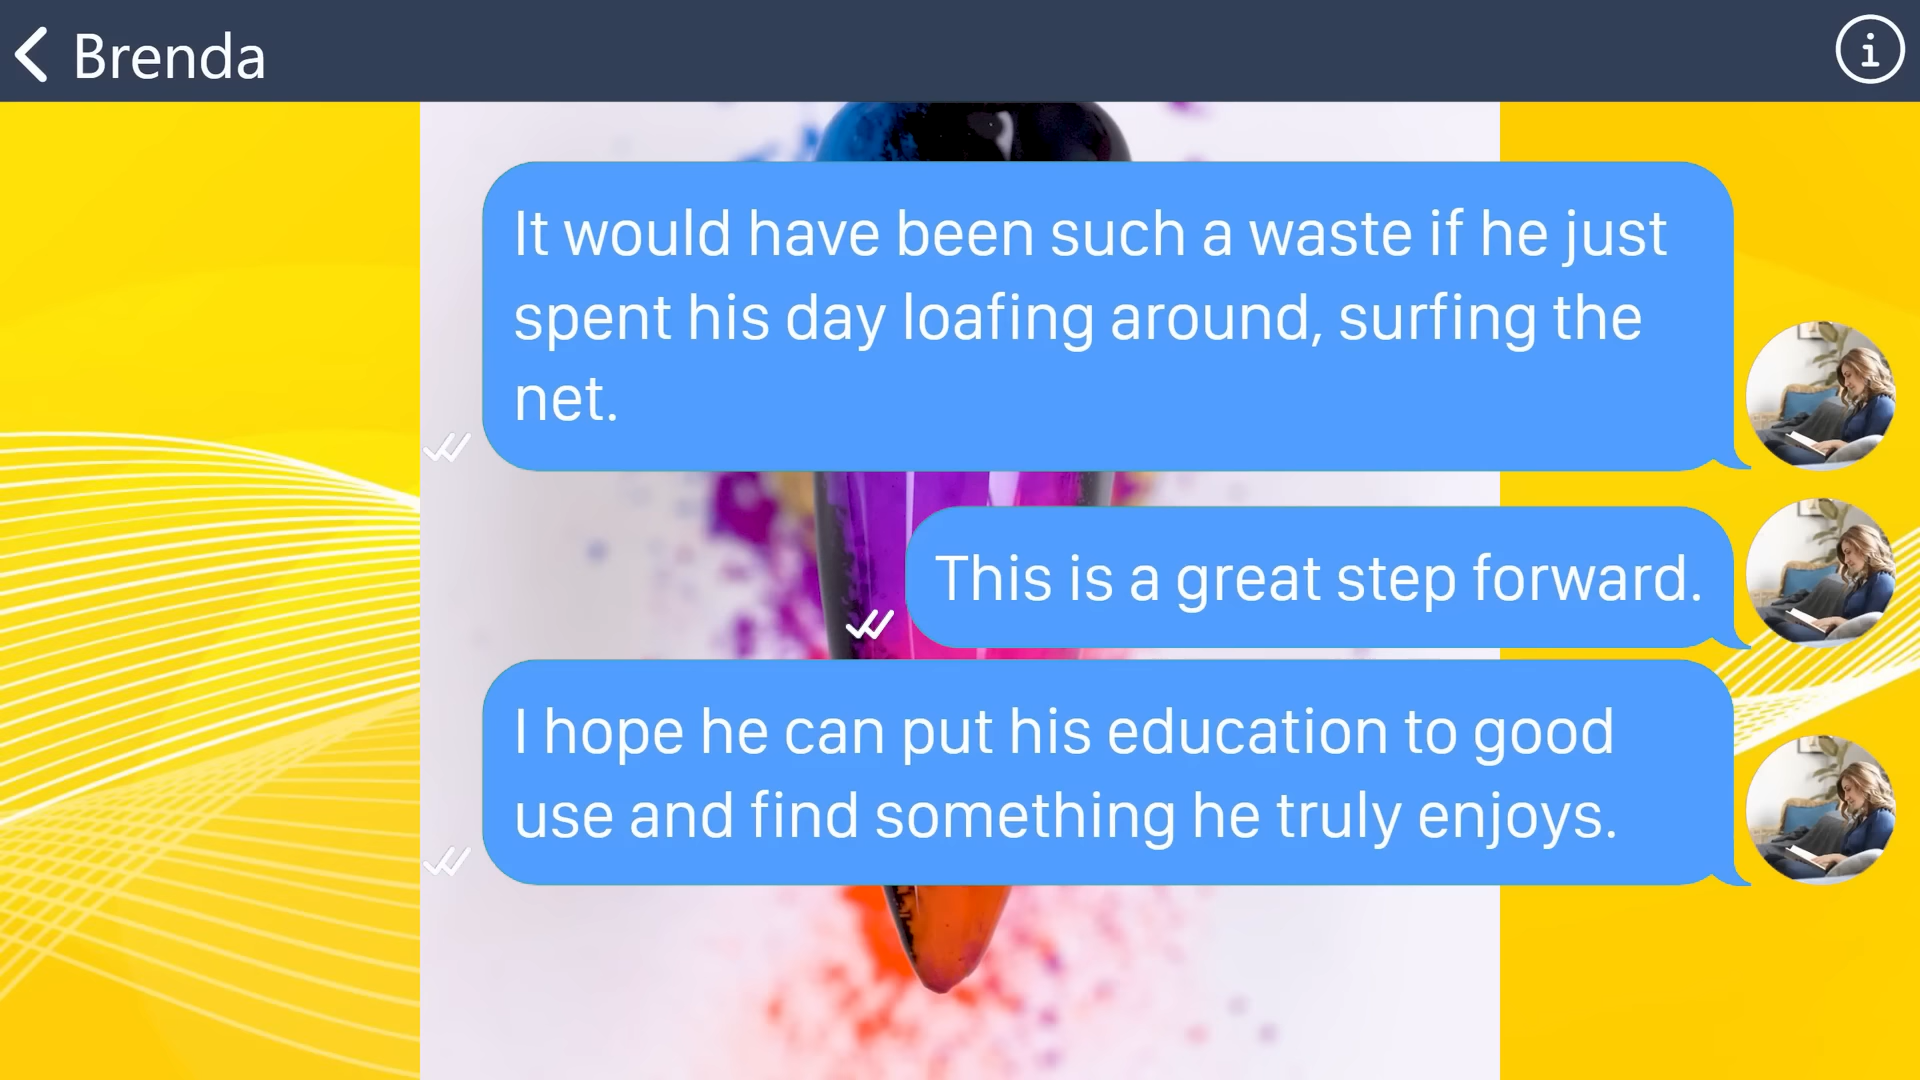 Brenda
It would have been such a waste if he just
spent his day loafing around, surfing the
net.
This is a great step forward.
I hope he can put his education to good
use and find something he truly enjoys.